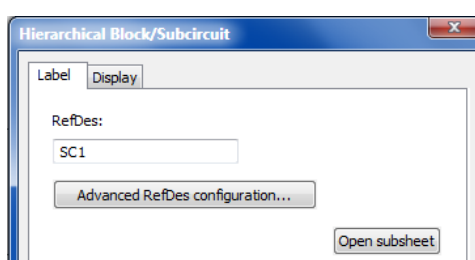 Hierarchical Block/Subcircuit
Label Display
RefDes:
SC1
Advanced RefDes configuration...
Open subsheet